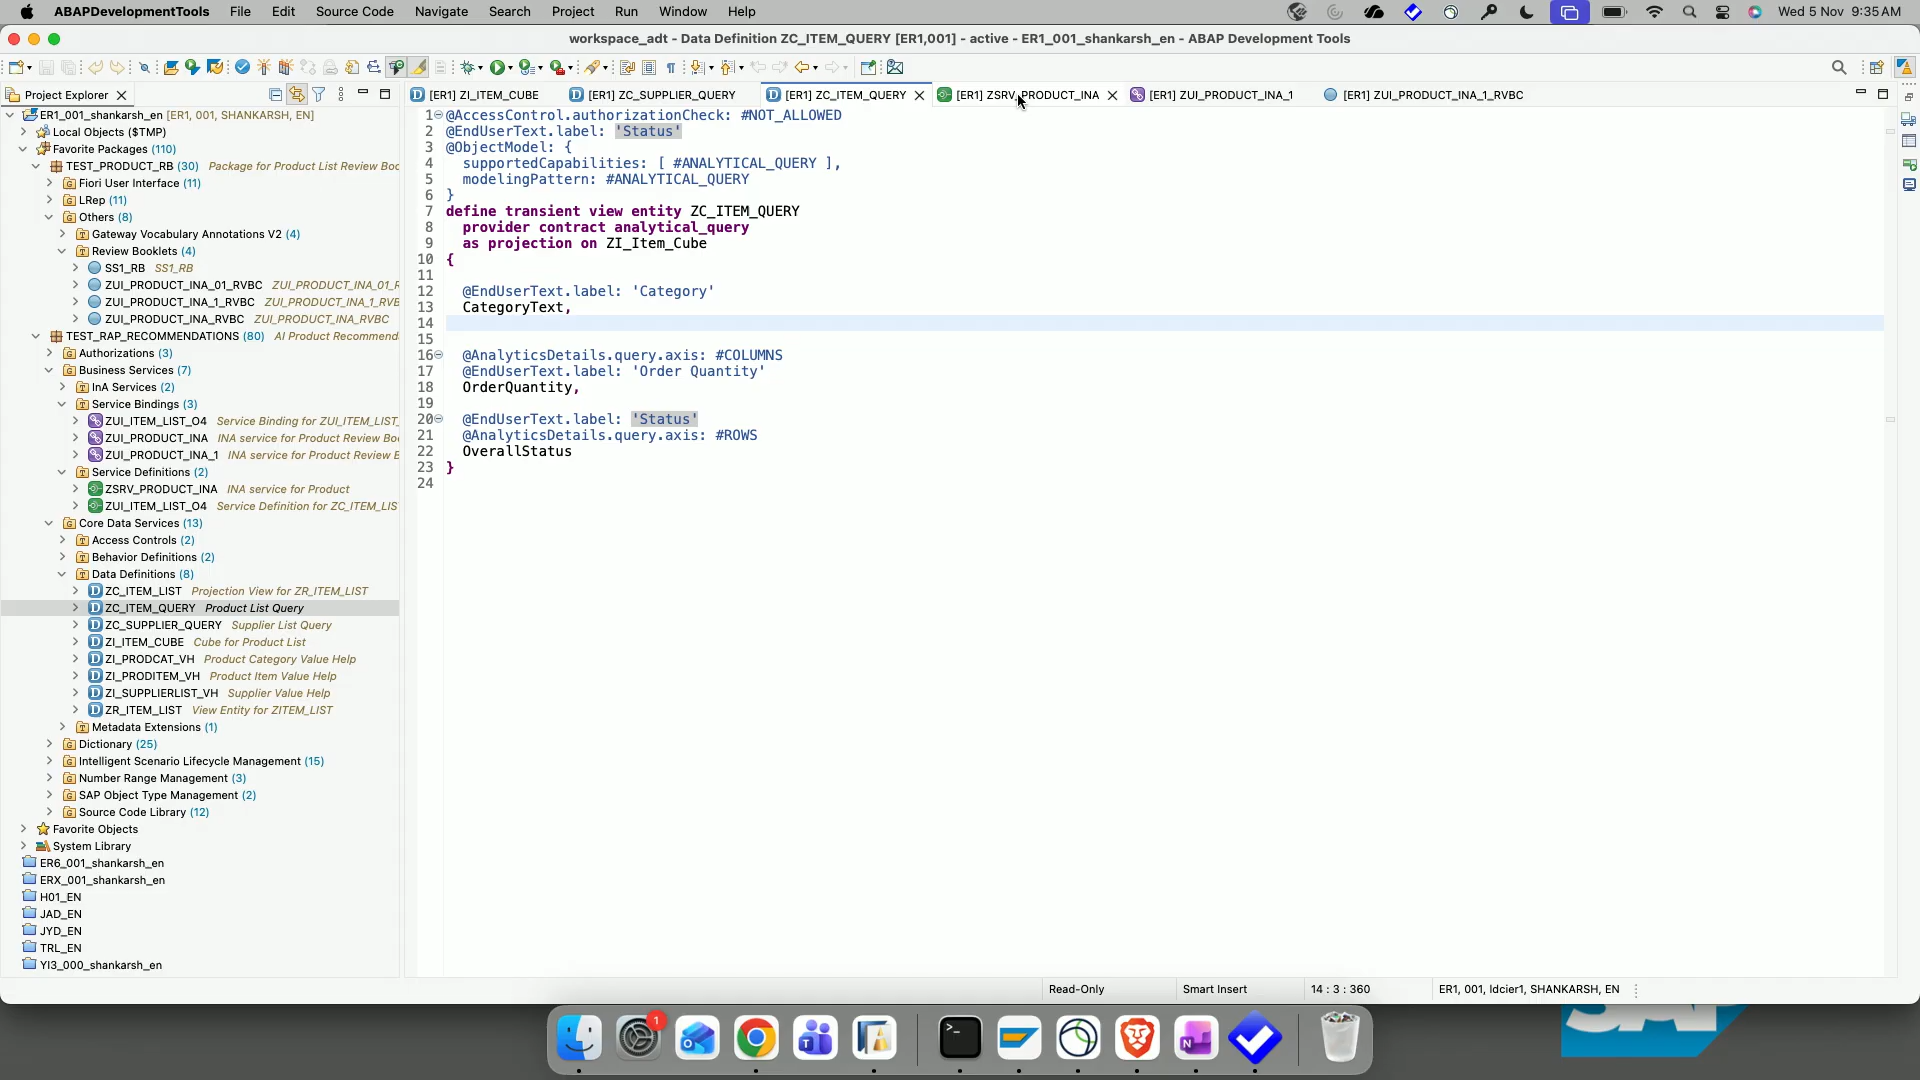 ABAPDevelopmentTools File Edit Source Code Navigate Search Project Run Window Help Wed 5 Nov 9:35 AM
workspace_adt - Data Definition ZC_ITEM_QUERY [ER1,001] - active - ER1_001_shankarsh_en - ABAP Development Tools
Project Explorer
[ER1] ZI_ITEM_CUBE [ER1] ZC_SUPPLIER_QUERY [ER1] ZC_ITEM_QUERY [ER1] ZSRV_PRODUCT_INA [ER1] ZUI_PRODUCT_INA_1 [ER1] ZUI_PRODUCT_INA_1_RVBC
ER1_001_shankarsh_en [ER1, 001, SHANKARSH, EN]
Local Objects ($TMP)
Favorite Packages (110)
TEST_PRODUCT_RB (30) Package for Product List Review Boo
Fiori User Interface (11)
LRep (11)
Others (8)
Gateway Vocabulary Annotations V2 (4)
Review Booklets (4)
SS1_RB SS1_RB
ZUI_PRODUCT_INA_01_RVBC ZUI_PRODUCT_INA_01_R
ZUI_PRODUCT_INA_1_RVBC ZUI_PRODUCT_INA_1_RVB
ZUI_PRODUCT_INA_RVBC ZUI_PRODUCT_INA_RVBC
TEST_RAP_RECOMMENDATIONS (80) AI Product Recommend
Authorizations (3)
Business Services (7)
InA Services (2)
Service Bindings (3)
ZUI_ITEM_LIST_O4 Service Binding for ZUI_ITEM_LIST_
ZUI_PRODUCT_INA INA service for Product Review Bo
ZUI_PRODUCT_INA_1 INA service for Product Review B
Service Definitions (2)
ZSRV_PRODUCT_INA INA service for Product
ZUI_ITEM_LIST_O4 Service Definition for ZC_ITEM_LIS
Core Data Services (13)
Access Controls (2)
Behavior Definitions (2)
Data Definitions (8)
ZC_ITEM_LIST Projection View for ZR_ITEM_LIST
ZC_ITEM_QUERY Product List Query
ZC_SUPPLIER_QUERY Supplier List Query
ZI_ITEM_CUBE Cube for Product List
ZI_PRODCAT_VH Product Category Value Help
ZI_PRODITEM_VH Product Item Value Help
ZI_SUPPLIERLIST_VH Supplier Value Help
ZR_ITEM_LIST View Entity for ZITEM_LIST
Metadata Extensions (1)
Dictionary (25)
Intelligent Scenario Lifecycle Management (15)
Number Range Management (3)
SAP Object Type Management (2)
Source Code Library (12)
Favorite Objects
System Library
ER6_001_shankarsh_en
ERX_001_shankarsh_en
H01_EN
JAD_EN
JYD_EN
TRL_EN
YI3_000_shankarsh_en
1 @AccessControl.authorizationCheck: #NOT_ALLOWED
2 @EndUserText.label: 'Status'
3 @ObjectModel: {
4 supportedCapabilities: [ #ANALYTICAL_QUERY ],
5 modelingPattern: #ANALYTICAL_QUERY
6 }
7 define transient view entity ZC_ITEM_QUERY
8 provider contract analytical_query
9 as projection on ZI_Item_Cube
10 {
11
12 @EndUserText.label: 'Category'
13 CategoryText,
14
15
16 @AnalyticsDetails.query.axis: #COLUMNS
17 @EndUserText.label: 'Order Quantity'
18 OrderQuantity,
19
20 @EndUserText.label: 'Status'
21 @AnalyticsDetails.query.axis: #ROWS
22 OverallStatus
23 }
24
Read-Only Smart Insert 14 : 3 : 360 ER1, 001, ldcier1, SHANKARSH, EN
1